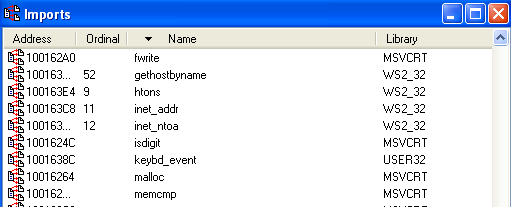 Imports
Address Ordinal Name Library
100162A0 fwrite MSVCRT
100163... 52 gethostbyname WS2_32
100163E4 9 htons WS2_32
100163C8 11 inet_addr WS2_32
100163... 12 inet_ntoa WS2_32
1001624C isdigit MSVCRT
1001638C keybd_event USER32
10016264 malloc MSVCRT
100162... memcmp MSVCRT